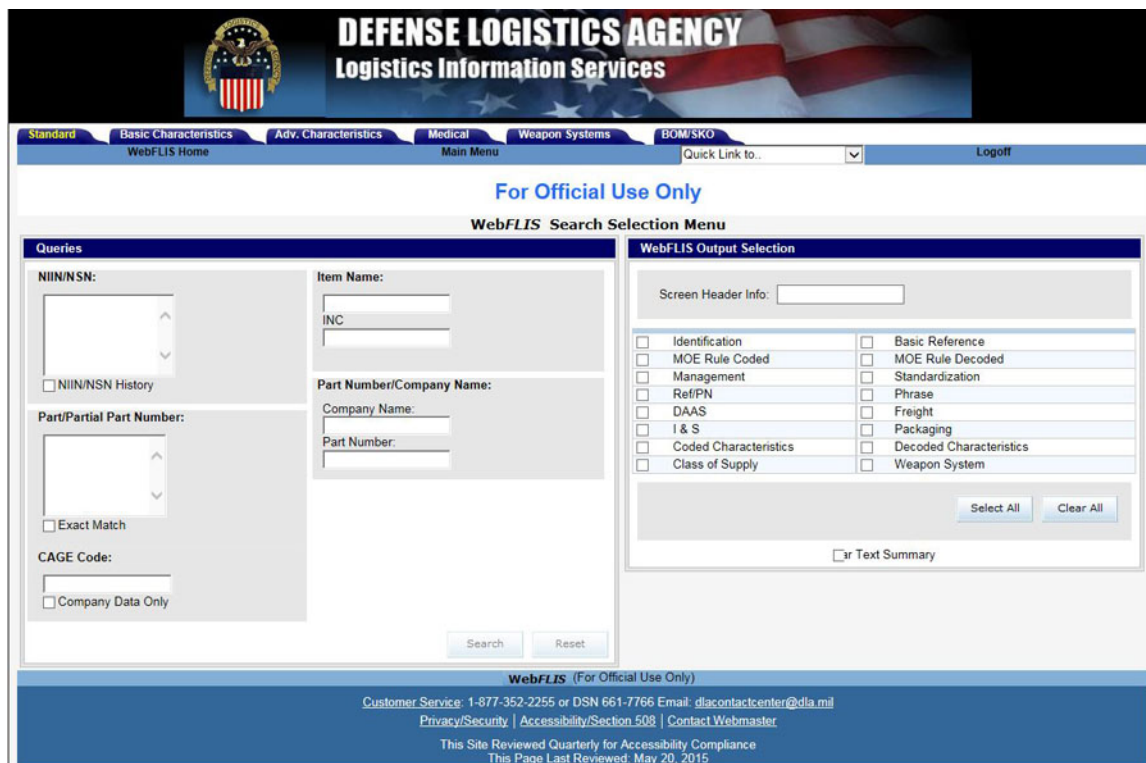 DEFENSE LOGISTICS AGENCY
Logistics Information Services
Standard Basic Characteristics Adv. Characteristics Medical Weapon Systems BOM/SKO
WebFLIS Home Main Menu Quick Link to.. Logoff
For Official Use Only
WebFLIS Search Selection Menu
Queries
NIIN/NSN:
NIIN/NSN History
Part/Partial Part Number:
Exact Match
CAGE Code:
Company Data Only
Item Name:
INC
Part Number/Company Name:
Company Name:
Part Number:
Search Reset
WebFLIS Output Selection
Screen Header Info:
Identification Basic Reference
MOE Rule Coded MOE Rule Decoded
Management Standardization
Ref/PN Phrase
DAAS Freight
I & S Packaging
Coded Characteristics Decoded Characteristics
Class of Supply Weapon System
Select All Clear All
ar Text Summary
WebFLIS (For Official Use Only)
Customer Service: 1-877-352-2255 or DSN 661-7766 Email: dlacontactcenter@dla.mil
Privacy/Security | Accessibility/Section 508 | Contact Webmaster
This Site Reviewed Quarterly for Accessibility Compliance
This Page Last Reviewed: May 20, 2015